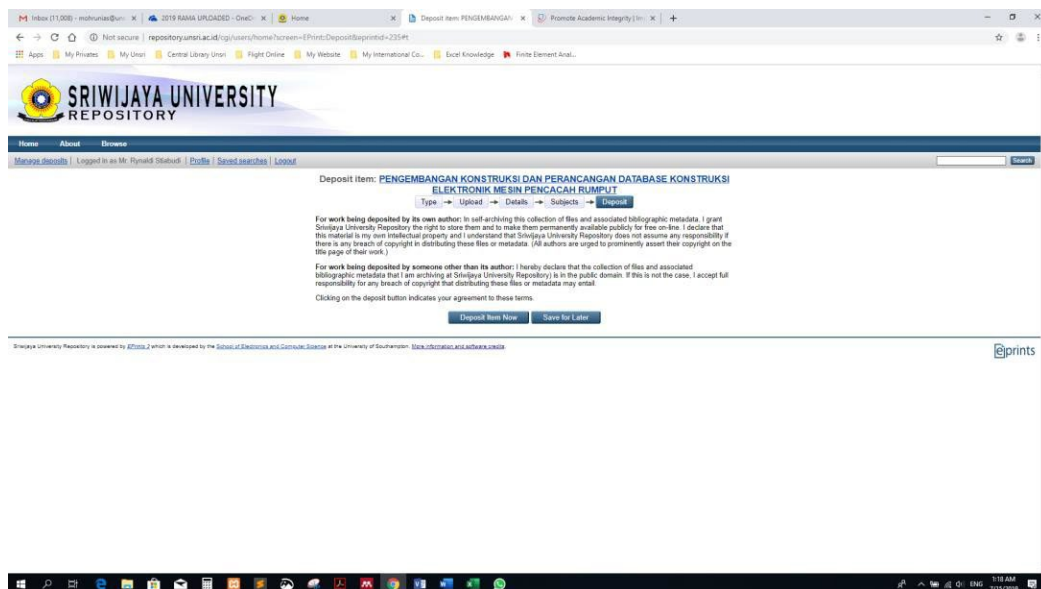 Inbox (11,008) - mohrunias@uns
2019 RAMA UPLOADED - OneD
Home
Deposit item: PENGEMBANGAN
Promote Academic Integrity | Im
Not secure | repository.unsri.ac.id/cgi/users/home?screen=EPrint::Deposit&eprintid=235#t
Apps My Privates My Unsri Central Library Unsri Flight Online My Website My International Co... Excel Knowledge Finite Element Anal...
SRIWIJAYA UNIVERSITY
REPOSITORY
Home About Browse
Manage deposits | Logged in as Mr. Rynaldi Stiabudi | Profile | Saved searches | Logout
Search
Deposit item: PENGEMBANGAN KONSTRUKSI DAN PERANCANGAN DATABASE KONSTRUKSI
ELEKTRONIK MESIN PENCACAH RUMPUT
Type → Upload → Details → Subjects → Deposit
For work being deposited by its own author: In self-archiving this collection of files and associated bibliographic metadata, I grant
Sriwijaya University Repository the right to store them and to make them permanently available publicly for free on-line. I declare that
this material is my own intellectual property and I understand that Sriwijaya University Repository does not assume any responsibility if
there is any breach of copyright in distributing these files or metadata. (All authors are urged to prominently assert their copyright on the
title page of their work.)
For work being deposited by someone other than its author: I hereby declare that the collection of files and associated
bibliographic metadata that I am archiving at Sriwijaya University Repository) is in the public domain. If this is not the case, I accept full
responsibility for any breach of copyright that distributing these files or metadata may entail.
Clicking on the deposit button indicates your agreement to these terms.
Deposit Item Now Save for Later
Sriwijaya University Repository is powered by EPrints 3 which is developed by the School of Electronics and Computer Science at the University of Southampton. More information and software credits.
eprints
ENG 1:18 AM